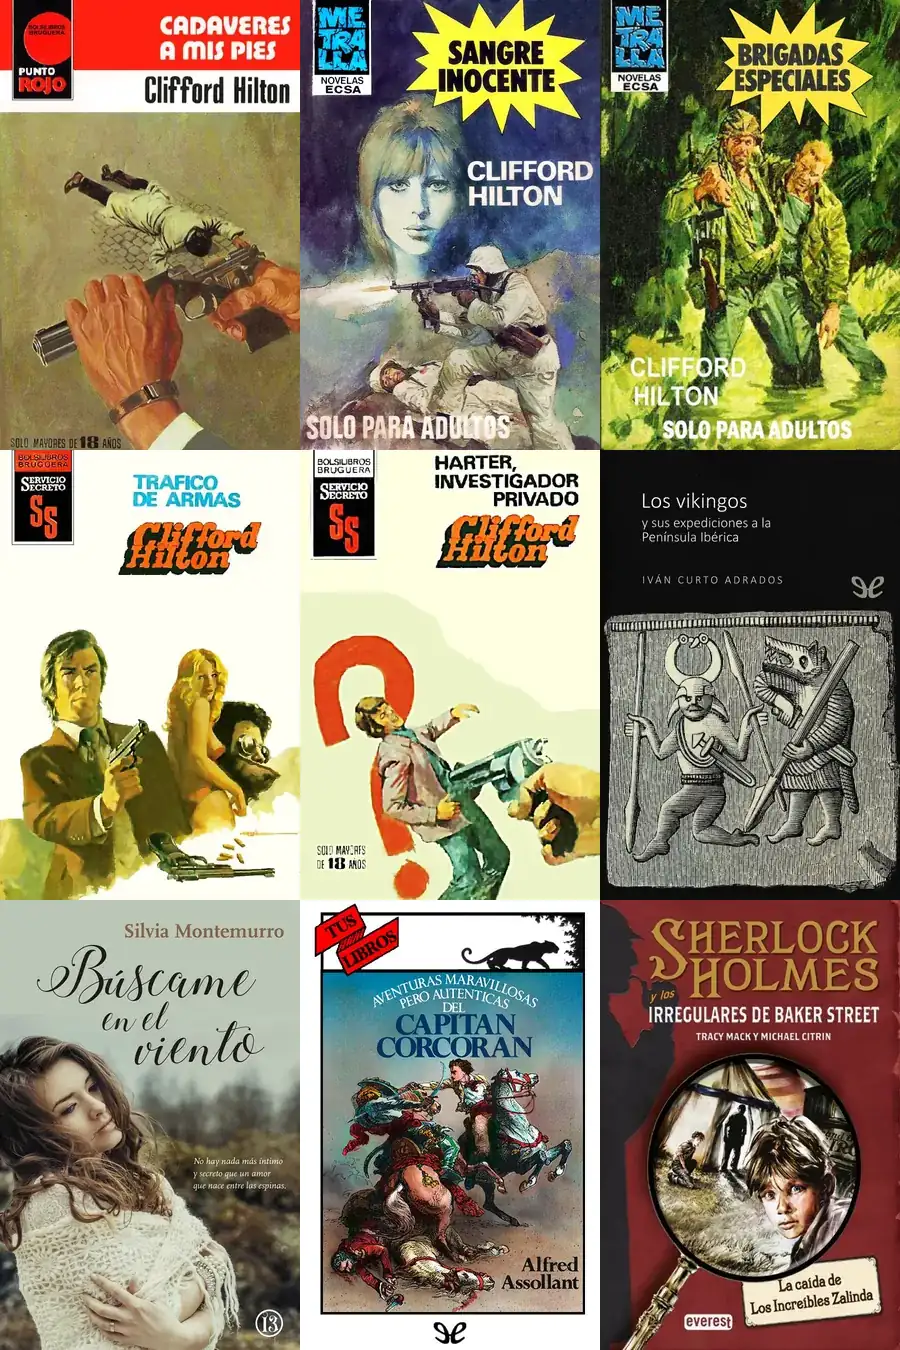 BOLSILIBROS
BRUGUERA
PUNTO
ROJO
CADAVERES
A MIS PIES
Clifford Hilton
SOLO MAYORES DE 18 AÑOS
METRALLA
NOVELAS
ECSA
SANGRE
INOCENTE
CLIFFORD
HILTON
SOLO PARA ADULTOS
METRALLA
NOVELAS
ECSA
BRIGADAS
ESPECIALES
CLIFFORD
HILTON
SOLO PARA ADULTOS
BOLSILIBROS
BRUGUERA
SERVICIO
SECRETO
SS
TRAFICO
DE ARMAS
Clifford
Hilton
BOLSILIBROS
BRUGUERA
SERVICIO
SECRETO
SS
HARTER,
INVESTIGADOR
PRIVADO
Clifford
Hilton
SOLO MAYORES
DE 18 AÑOS
Los vikingos
y sus expediciones a la
Península Ibérica
IVÁN CURTO ADRADOS
Silvia Montemurro
Búscame
en el
viento
No hay nada más íntimo
y secreto que un amor
que nace entre las espinas.
13
TUS
LIBROS
AVENTURAS MARAVILLOSAS
PERO AUTENTICAS
DEL
CAPITAN
CORCORAN
Alfred
Assollant
SHERLOCK
HOLMES
y los
IRREGULARES DE BAKER STREET
TRACY MACK Y MICHAEL CITRIN
La caída de
Los Increíbles Zalinda
everest